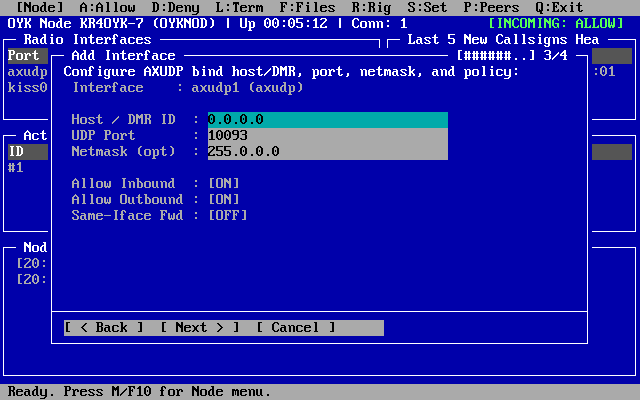 [Node] A:Allow D:Deny L:Term F:Files R:Rig S:Set P:Peers Q:Exit
OYK Node KR4OYK-7 (OYKNOD) | Up 00:05:12 | Conn: 1 [INCOMING: ALLOW]
Radio Interfaces Last 5 New Callsigns Hea
Port Add Interface [######..] 3/4
axudp Configure AXUDP bind host/DMR, port, netmask, and policy: :01
kiss0 Interface : axudp1 (axudp)
Host / DMR ID : 0.0.0.0
UDP Port : 10093
Act
ID Netmask (opt) : 255.0.0.0
#1
Allow Inbound : [ON]
Allow Outbound : [ON]
Same-Iface Fwd : [OFF]
Nod
[20:
[20:
[ < Back ] [ Next > ] [ Cancel ]
Ready. Press M/F10 for Node menu.